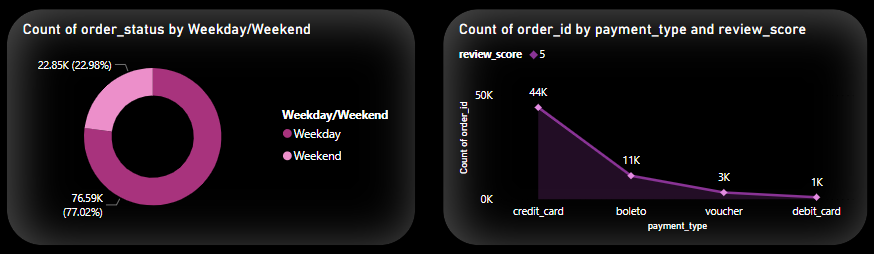 Count of order_status by Weekday/Weekend
22.85K (22.98%)
76.59K
(77.02%)
Weekday/Weekend
Weekday
Weekend
Count of order_id by payment_type and review_score
review_score 5
Count of order_id
50K
0K
44K
11K
3K
1K
credit_card boleto voucher debit_card
payment_type